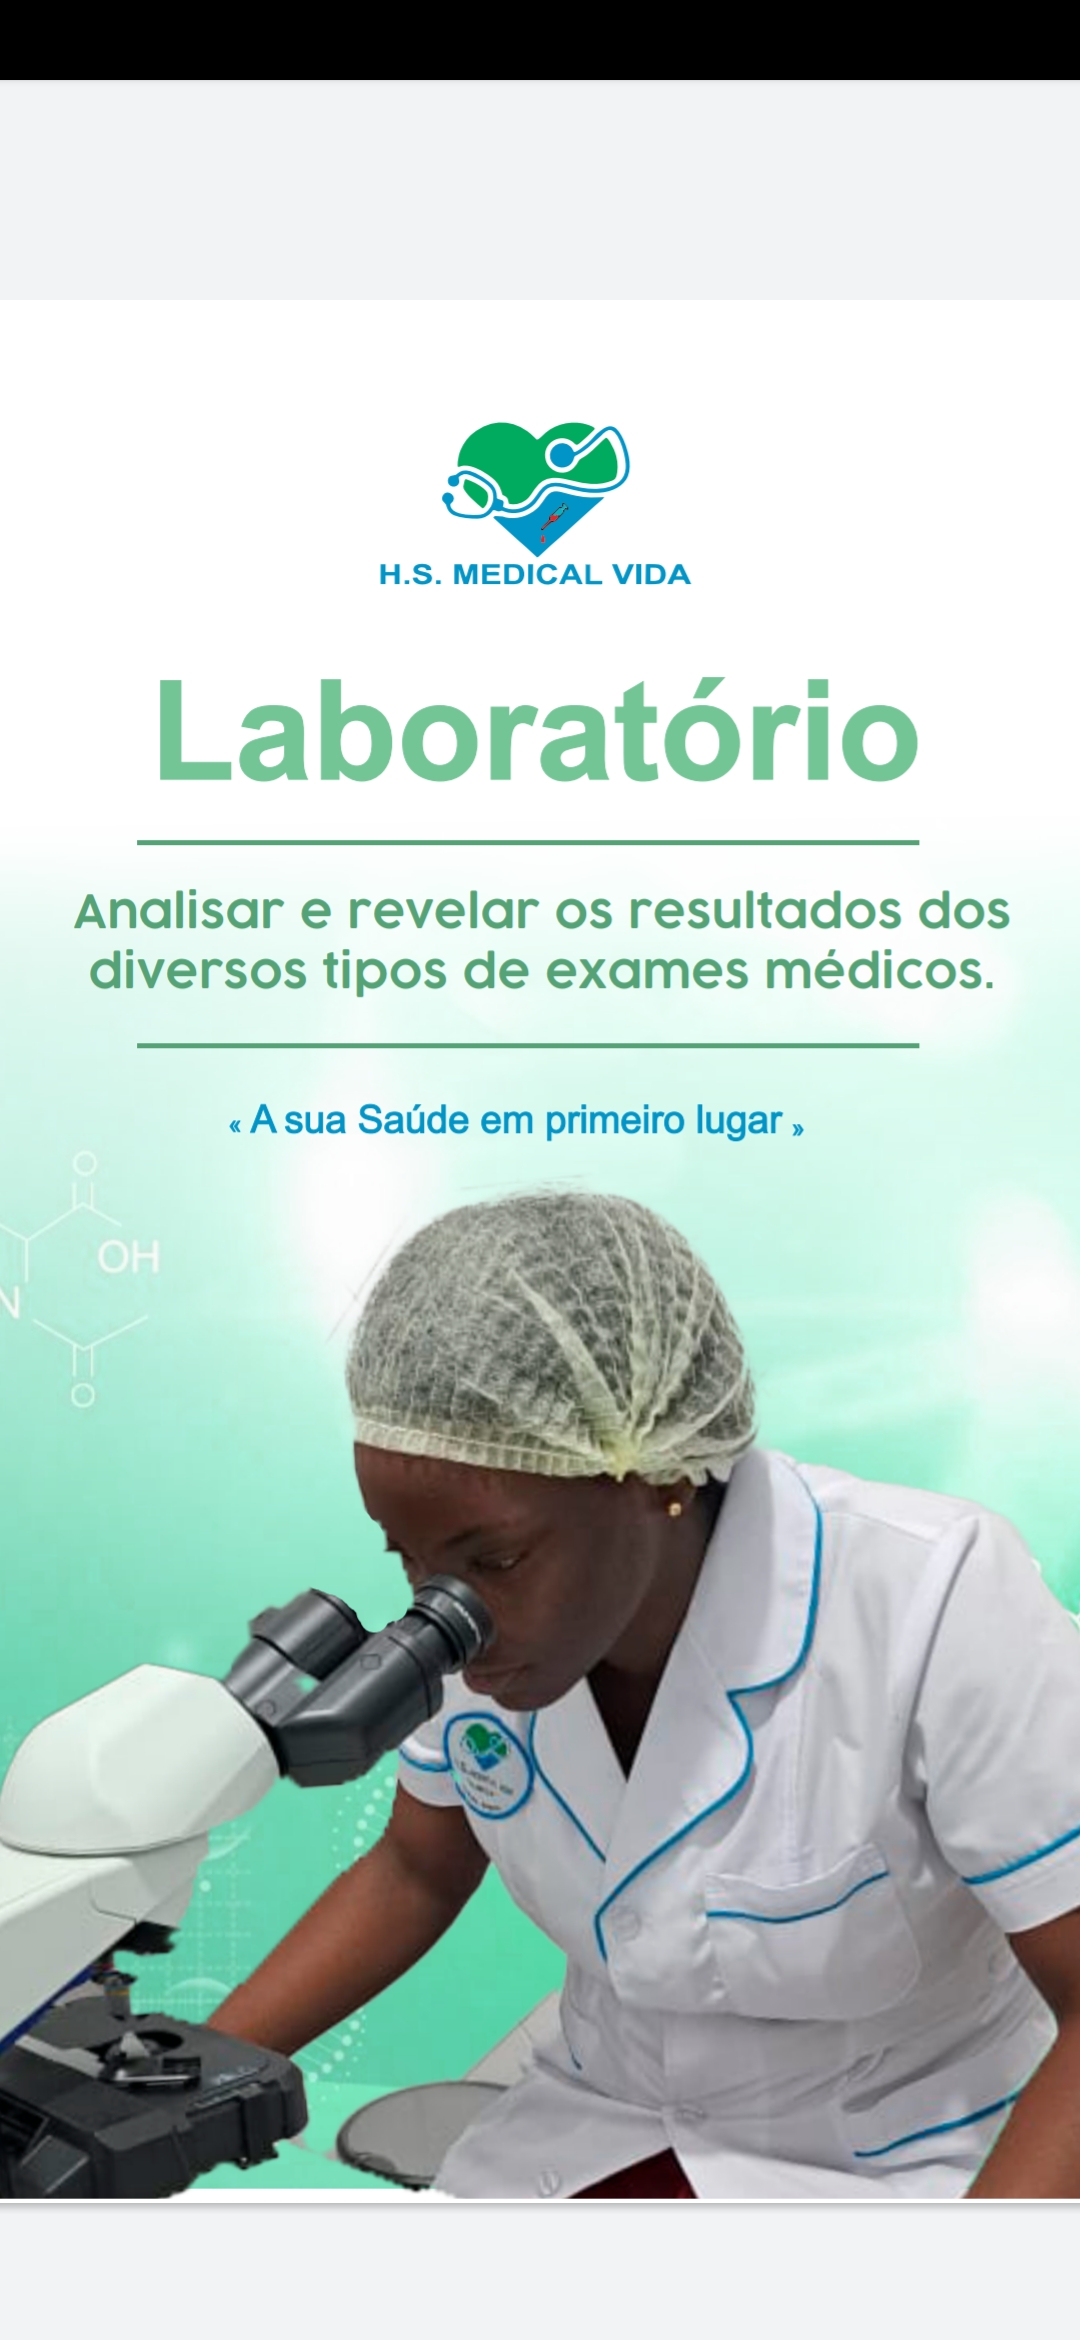 H.S. MEDICAL VIDA
Laboratório
Analisar e revelar os resultados dos
diversos tipos de exames médicos.
« A sua Saúde em primeiro lugar »
O
OH
N
O